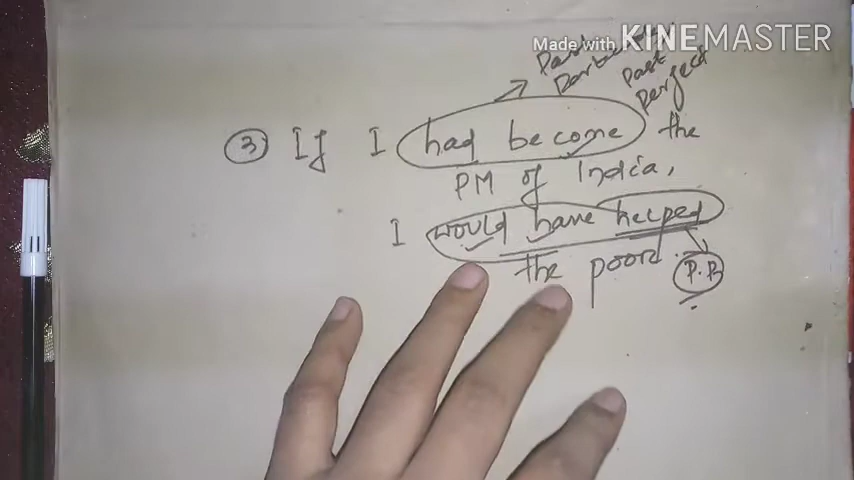 Made with KINEMASTER
Past
Past
Perfect
③ If I had become the
PM of India,
I would have helped
the poor.
P.P